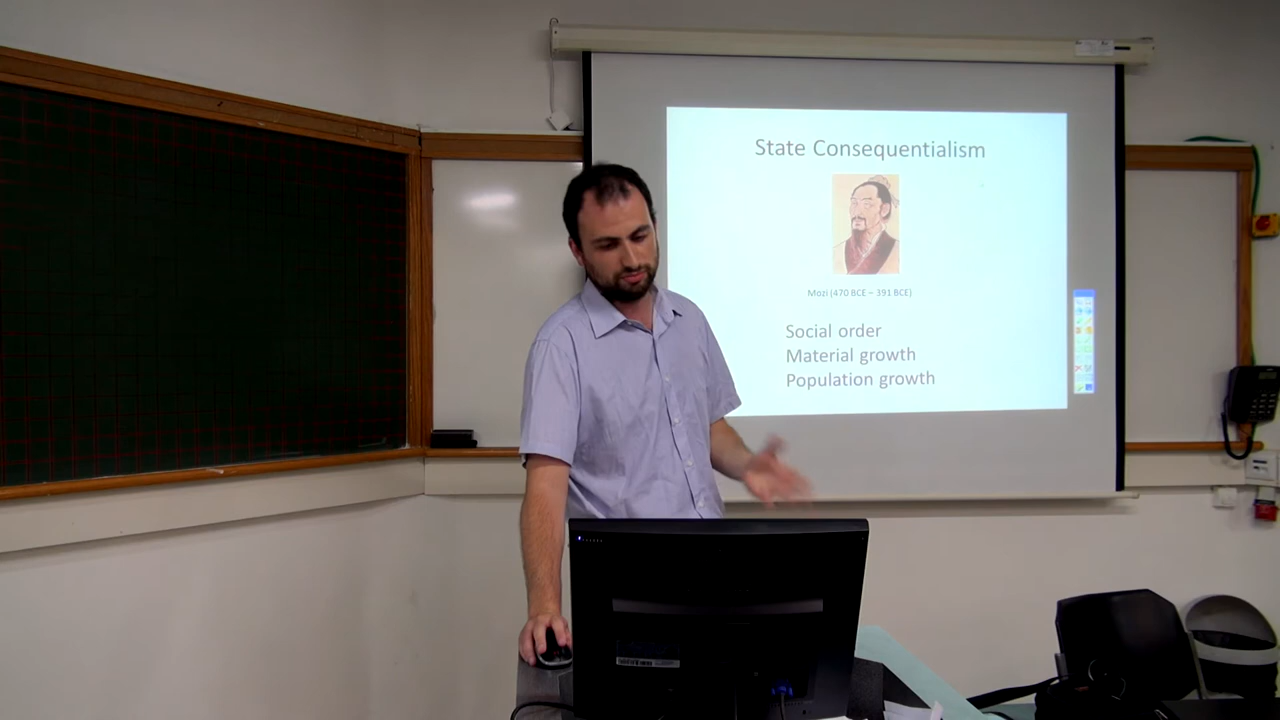 State Consequentialism
Mozi (470 BCE – 391 BCE)
Social order
Material growth
Population growth